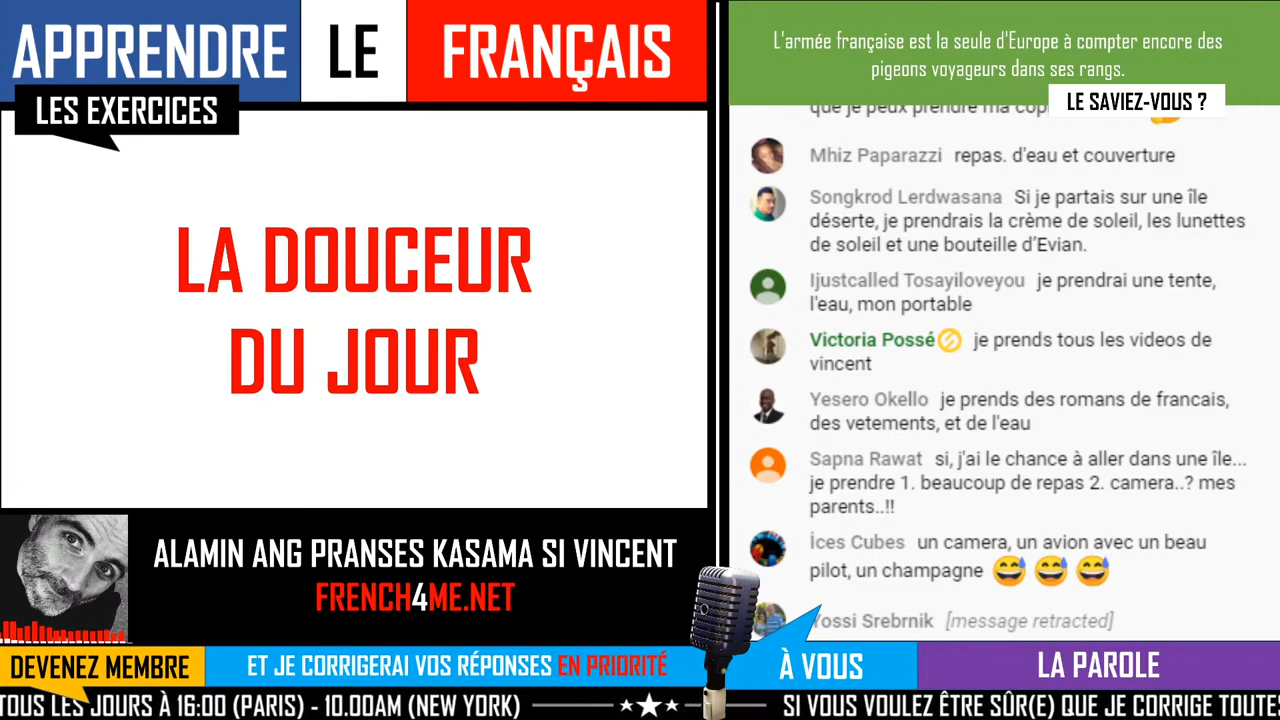 APPRENDRE LE FRANÇAIS
LES EXERCICES
LA DOUCEUR
DU JOUR
ALAMIN ANG PRANSES KASAMA SI VINCENT
FRENCH4ME.NET
L'armée française est la seule d'Europe à compter encore des
pigeons voyageurs dans ses rangs.
LE SAVIEZ-VOUS ?
que je peux prendre ma
Mhiz Paparazzi repas. d'eau et couverture
Songkrod Lerdwasana Si je partais sur une île
déserte, je prendrais la crème de soleil, les lunettes
de soleil et une bouteille d'Evian.
Ijustcalled Tosayiloveyou je prendrai une tente,
l'eau, mon portable
Victoria Possé je prends tous les videos de
vincent
Yesero Okello je prends des romans de francais,
des vetements, et de l'eau
Sapna Rawat si, j'ai le chance à aller dans une île...
je prendre 1. beaucoup de repas 2. camera..? mes
parents..!!
İces Cubes un camera, un avion avec un beau
pilot, un champagne 😅 😅 😅
Yossi Srebrnik [message retracted]
DEVENEZ MEMBRE
ET JE CORRIGERAI VOS RÉPONSES EN PRIORITÉ
À VOUS
LA PAROLE
TOUS LES JOURS À 16:00 (PARIS) - 10.00AM (NEW YORK)
SI VOUS VOULEZ ÊTRE SÛR(E) QUE JE CORRIGE TOUTES